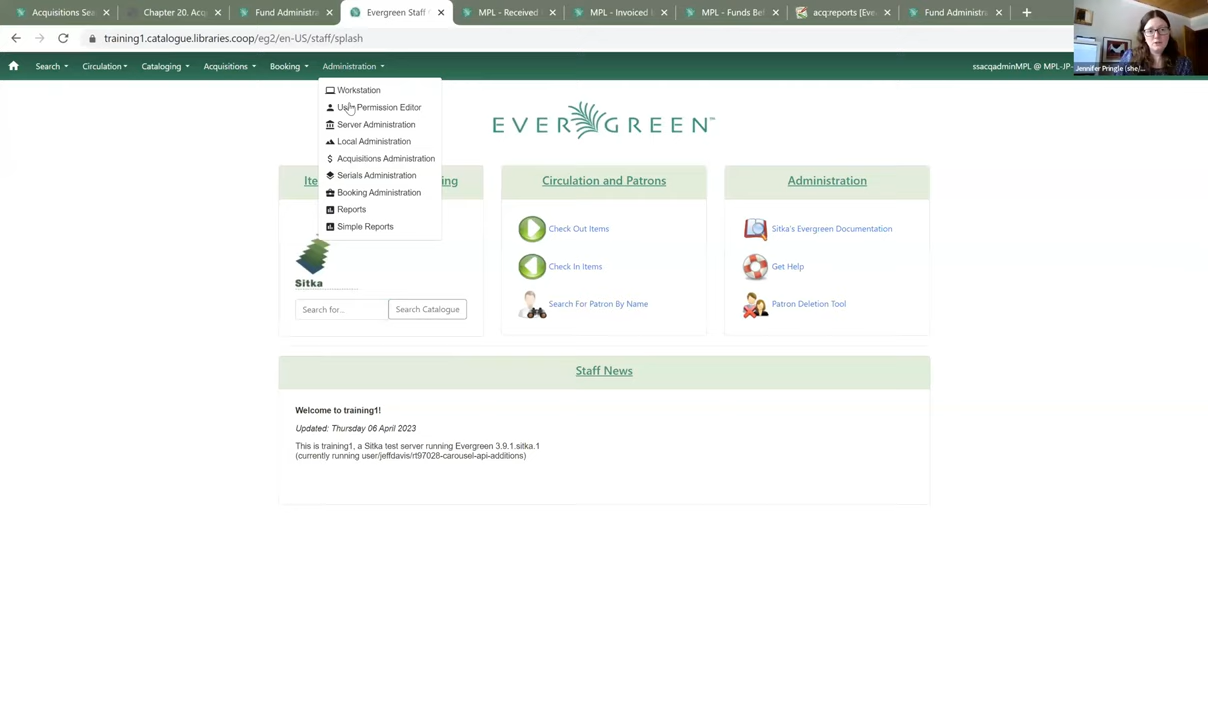 Acquisitions Sea
Chapter 20. Acq
Fund Administra
Evergreen Staff
MPL - Received
MPL - Invoiced
MPL - Funds Bef
acq:reports [Eve
Fund Administra
training1.catalogue.libraries.coop/eg2/en-US/staff/splash
Search
Circulation
Cataloging
Acquisitions
Booking
Administration
ssacqadminMPL @ MPL-JP-
Jennifer Pringle (she/...
Workstation
User Permission Editor
Server Administration
Local Administration
Acquisitions Administration
Serials Administration
Booking Administration
Reports
Simple Reports
EVERGREEN
Ite
ng
Sitka
Search for...
Search Catalogue
Circulation and Patrons
Check Out Items
Check In Items
Search For Patron By Name
Administration
Sitka's Evergreen Documentation
Get Help
Patron Deletion Tool
Staff News
Welcome to training1!
Updated: Thursday 06 April 2023
This is training1, a Sitka test server running Evergreen 3.9.1.sitka.1
(currently running user/jeffdavis/rt97028-carousel-api-additions)